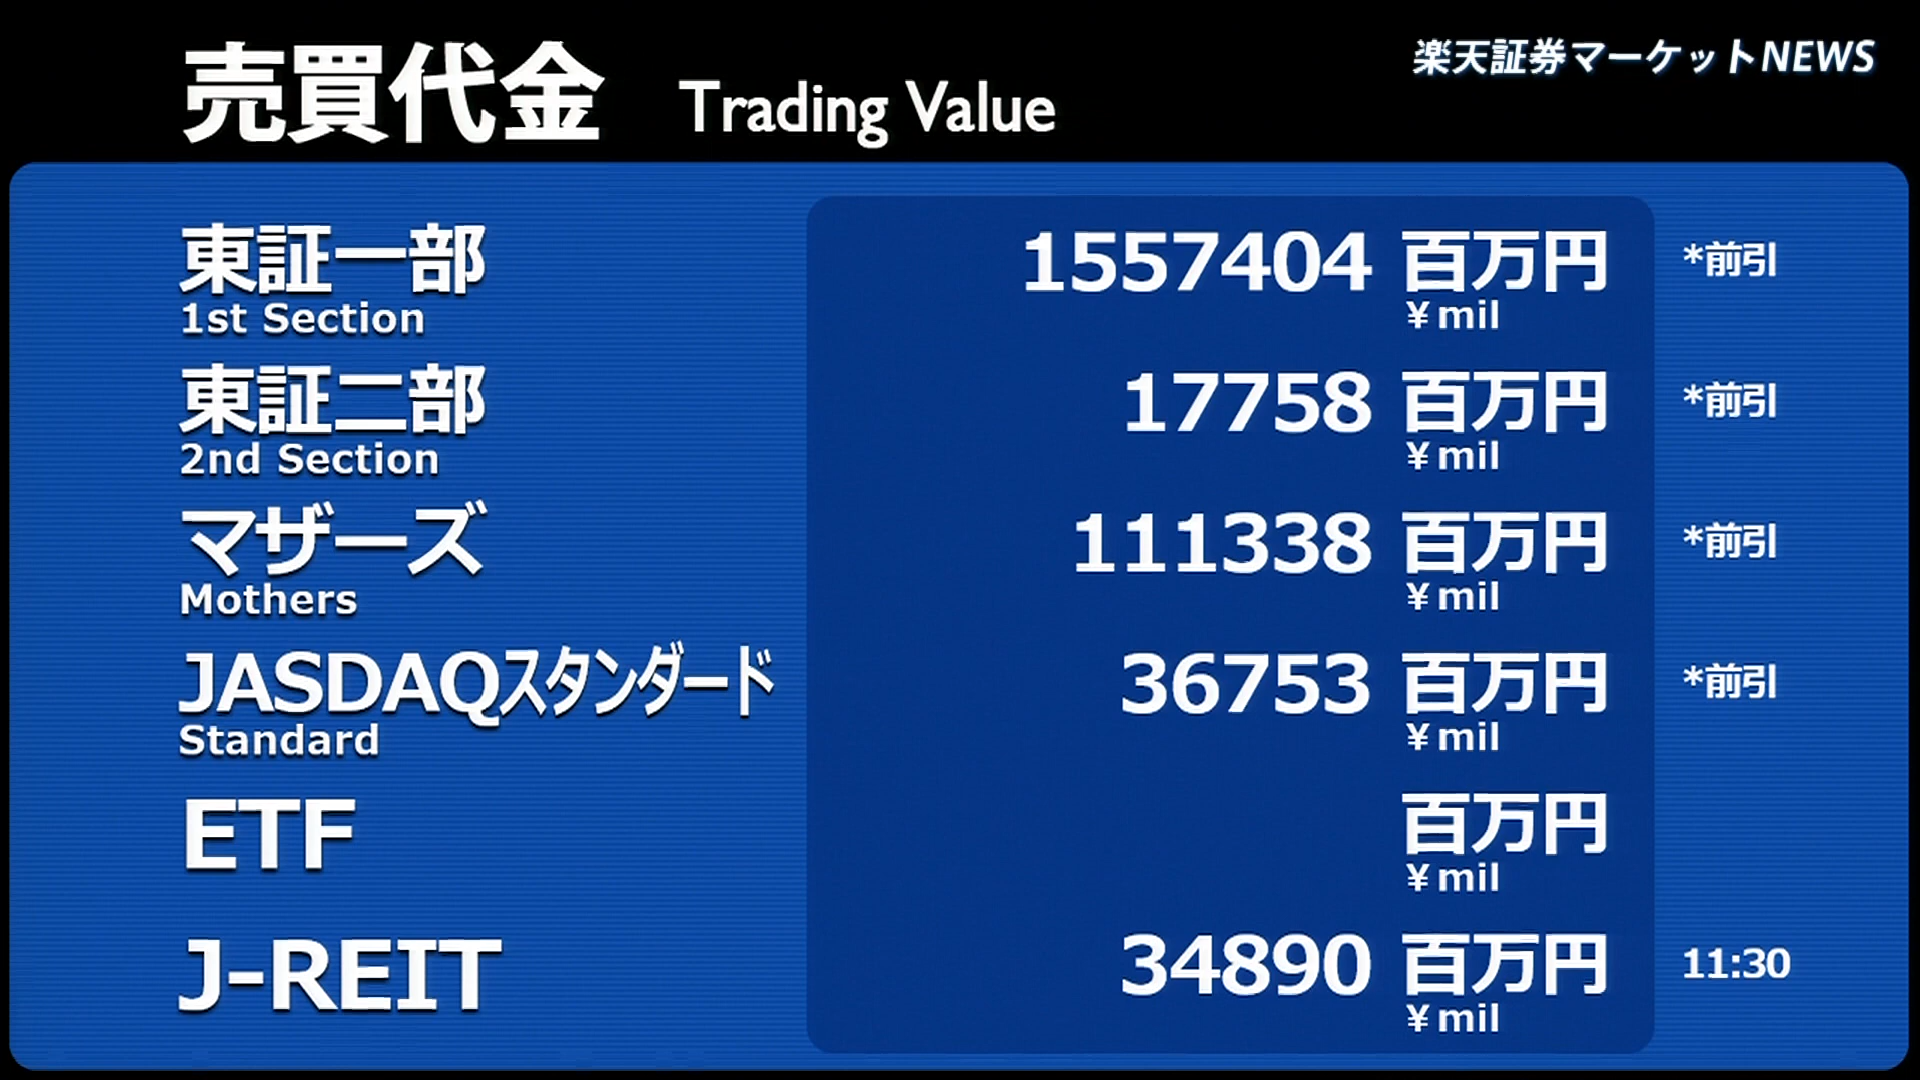 売買代金 Trading Value
楽天証券マーケットNEWS
東証一部 1557404 百万円 *前引
1st Section ¥mil
東証二部 17758 百万円 *前引
2nd Section ¥mil
マザーズ 111338 百万円 *前引
Mothers ¥mil
JASDAQスタンダード 36753 百万円 *前引
Standard ¥mil
ETF 百万円
¥mil
J-REIT 34890 百万円 11:30
¥mil